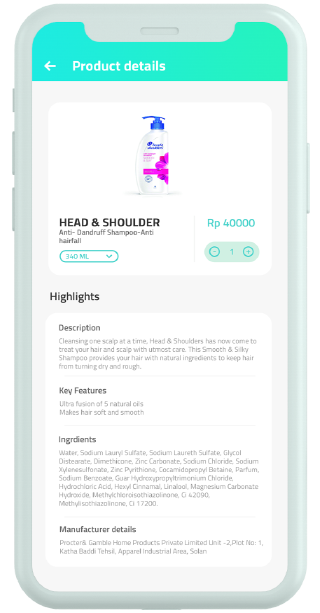 Product details
head & shoulders
HEAD & SHOULDER
Anti- Dandruff Shampoo-Anti
hairfall
Rp 40000
340 ML
1
Highlights
Description
Cleansing one scalp at a time, Head & Shoulders has now come to
treat your hair and scalp with utmost care. This Smooth & Silky
Shampoo provides your hair with natural ingredients to keep hair
from turning dry and rough.
Key Features
Ultra fusion of 5 natural oils
Makes hair soft and smooth
Ingrdients
Water, Sodium Lauryl Sulfate, Sodium Laureth Sulfate, Glycol
Distearate, Dimethicone, Zinc Carbonate, Sodium Chloride, Sodium
Xylenesulfonate, Zinc Pyrithione, Cocamidopropyl Betaine, Parfum,
Sodium Benzoate, Guar Hydroxypropyltrimonium Chloride,
Hydrochloric Acid, Hexyl Cinnamal, Linalool, Magnesium Carbonate
Hydroxide, Methylchloroisothiazolinone, Ci 42090,
Methylisothiazolinone, Ci 17200.
Manufacturer details
Procter& Gamble Home Products Private Limited Unit -2,Plot No: 1,
Katha Baddi Tehsil, Apparel Industrial Area, Solan